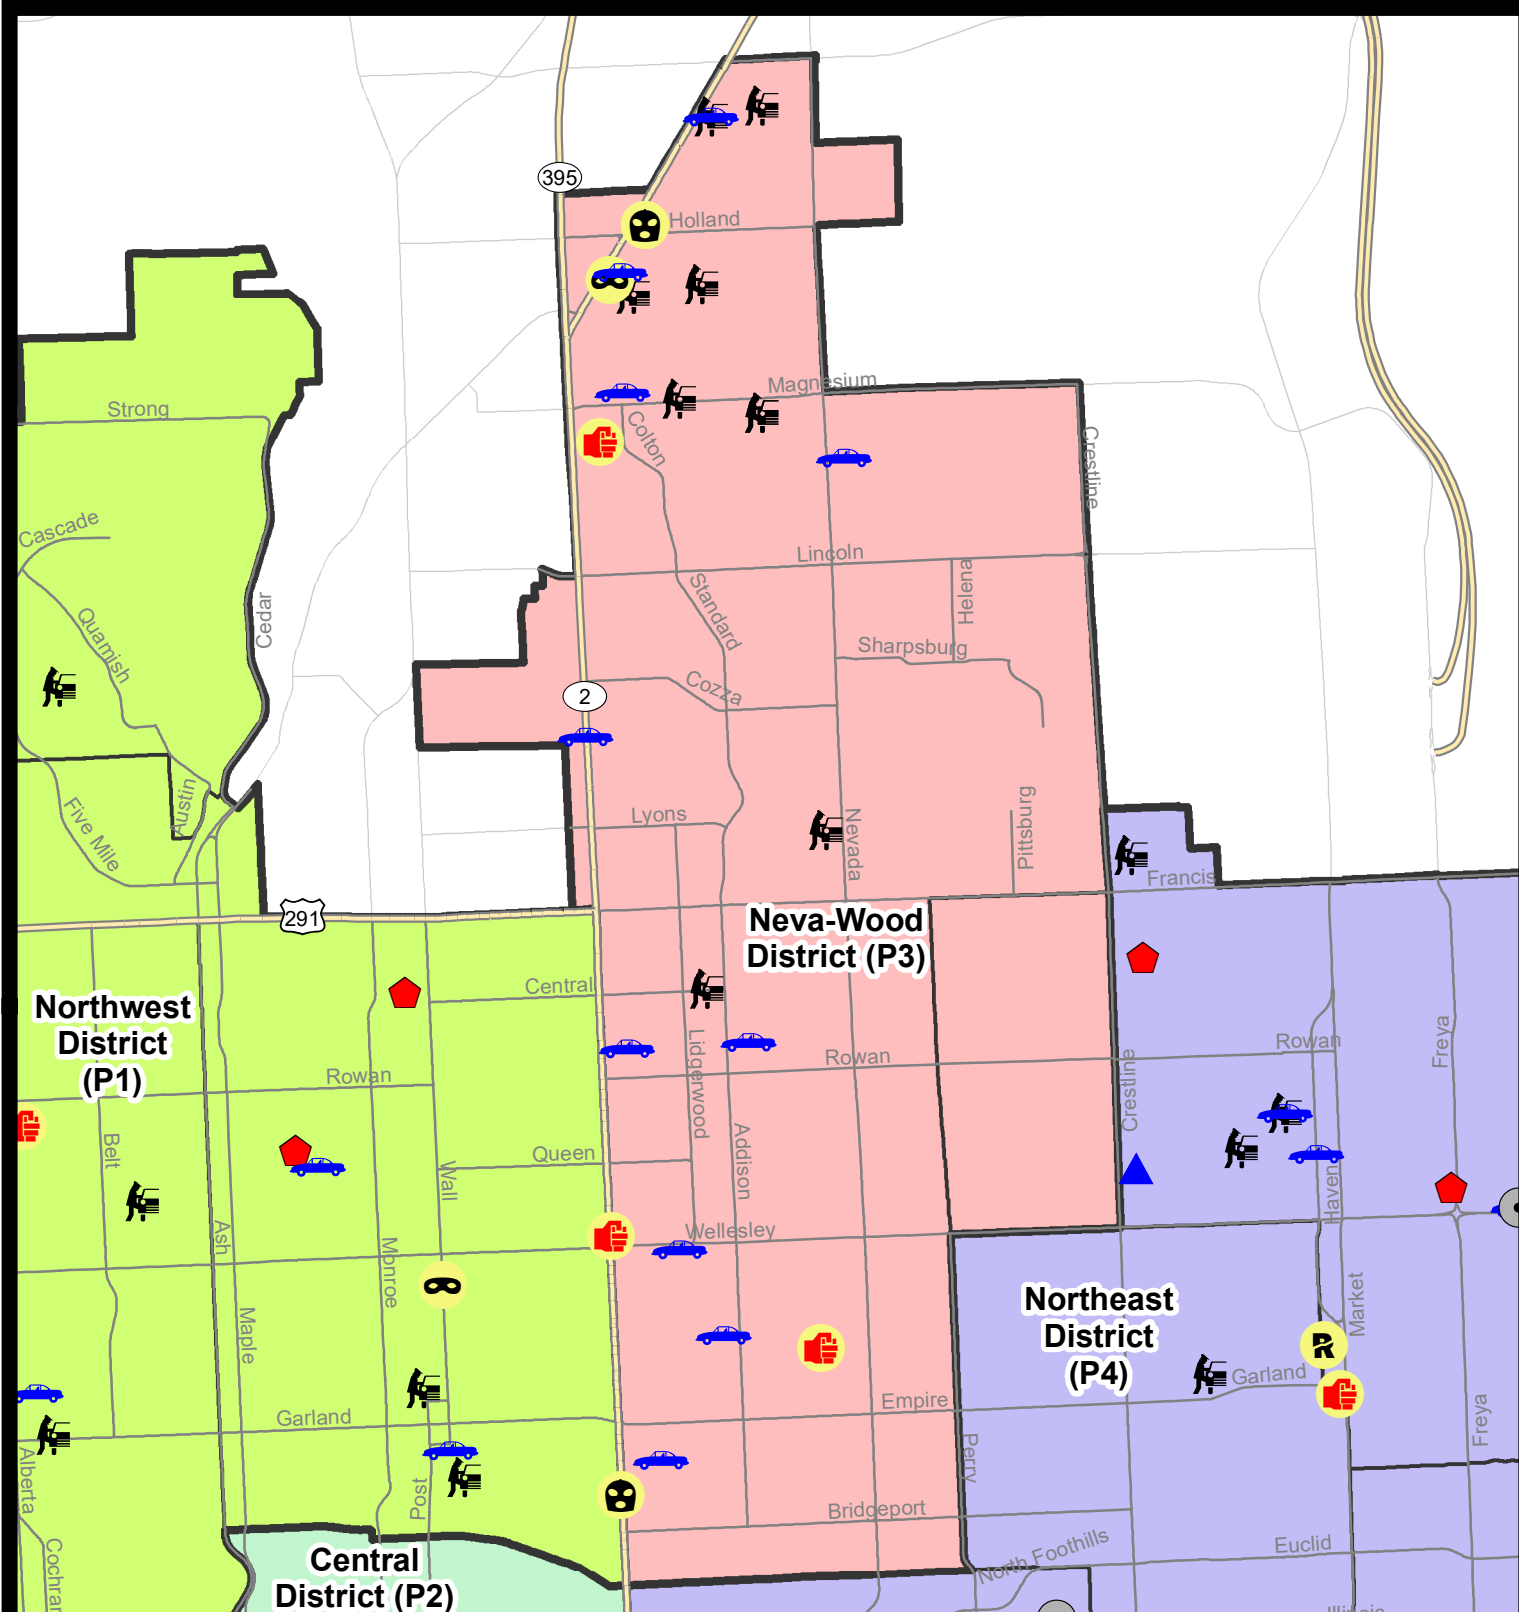 395
Holland
Magnesium
Strong
Colton
Crestline
Cascade
Lincoln
Standard
Helena
Quamish
Cedar
Sharpsburg
Cozza
2
Five Mile
Austin
Lyons
Nevada
Pittsburg
Francis
291
Neva-Wood
District (P3)
Central
Northwest
District
(P1)
Lidgerwood
Rowan
Rowan
Freya
Rowan
Crestline
Belt
Wall
Queen
Addison
Haven
Ash
Monroe
Wellesley
Maple
Northeast
District
(P4)
Market
Garland
Empire
Freya
Garland
Alberta
Post
Perry
Bridgeport
Central
District (P2)
North Foothills
Euclid
Cochran